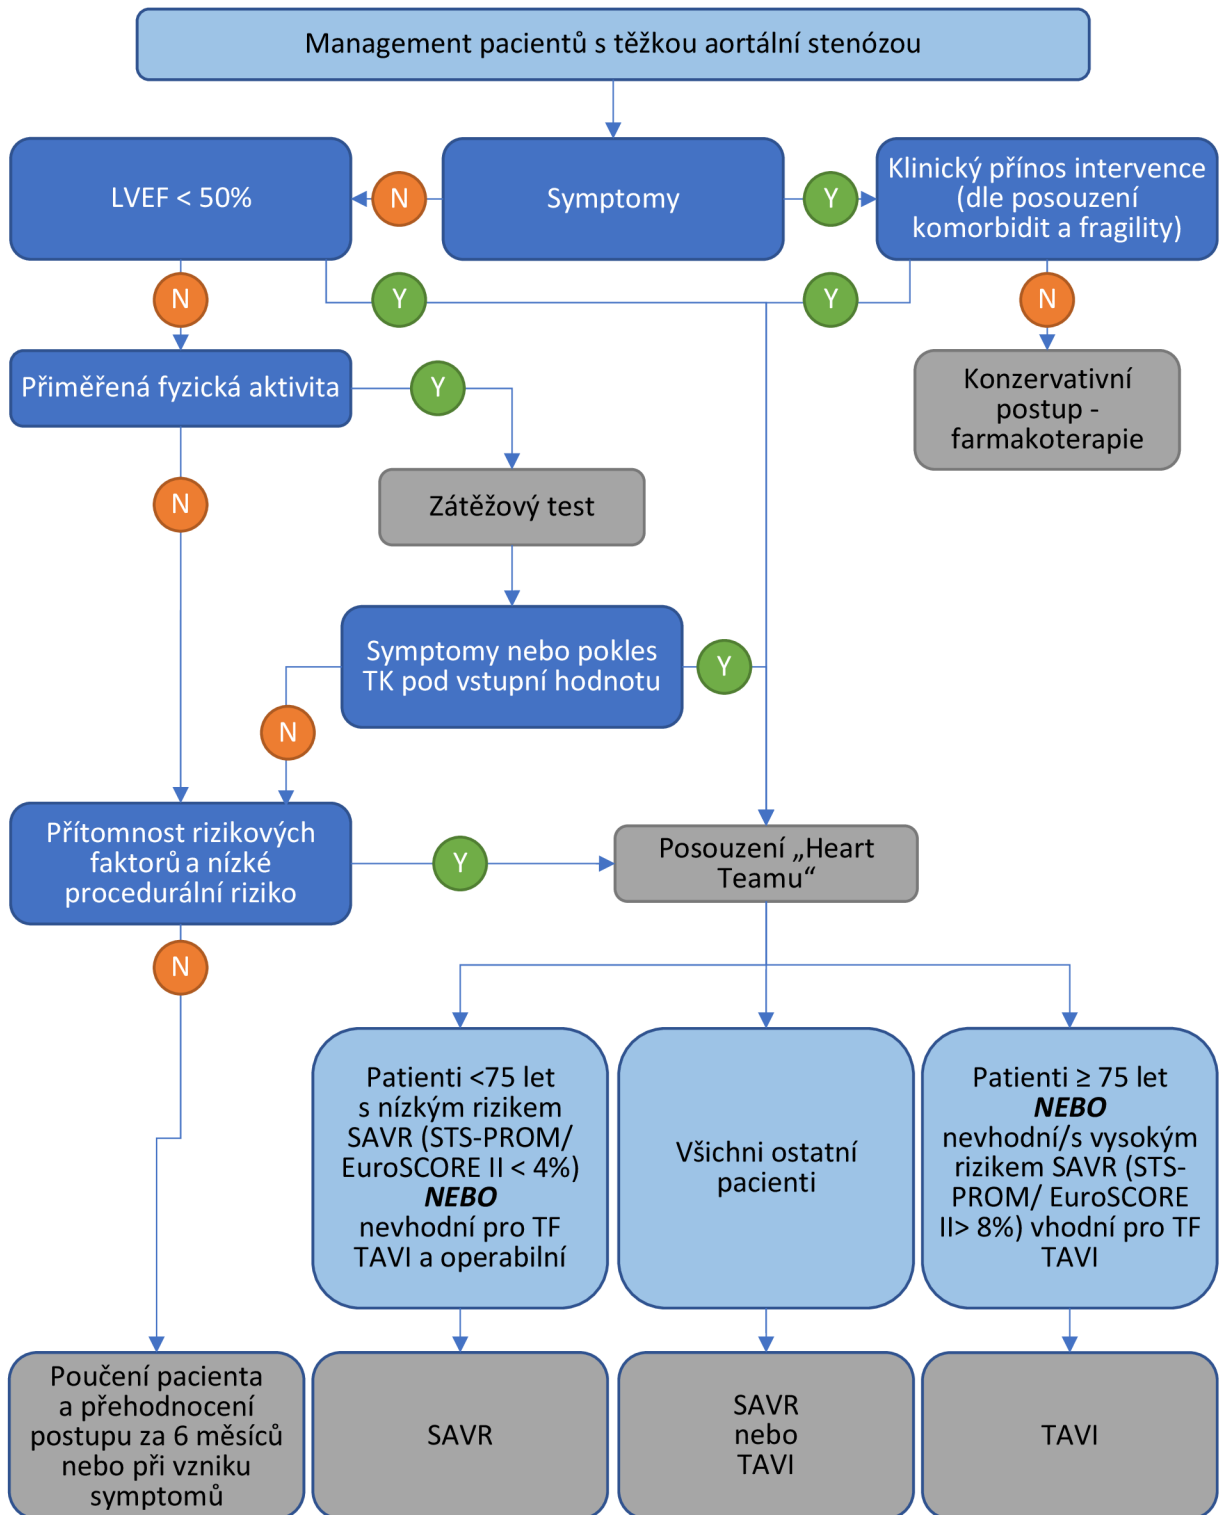 Management pacientů s těžkou aortální stenózou
LVEF < 50%
N
Symptomy
Y
Klinický přínos intervence
(dle posouzení
komorbidit a fragility)
N
Y
Y
N
Přiměřená fyzická aktivita
Y
Konzervativní
postup -
farmakoterapie
N
Zátěžový test
Symptomy nebo pokles
TK pod vstupní hodnotu
Y
N
Přítomnost rizikových
faktorů a nízké
procedurální riziko
Y
Posouzení „Heart
Teamu“
N
Patienti <75 let
s nízkým rizikem
SAVR (STS-PROM/
EuroSCORE II < 4%)
NEBO
nevhodní pro TF
TAVI a operabilní
Všichni ostatní
pacienti
Patienti ≥ 75 let
NEBO
nevhodní/s vysokým
rizikem SAVR (STS-
PROM/ EuroSCORE
II> 8%) vhodní pro TF
TAVI
Poučení pacienta
a přehodnocení
postupu za 6 měsíců
nebo při vzniku
symptomů
SAVR
SAVR
nebo
TAVI
TAVI